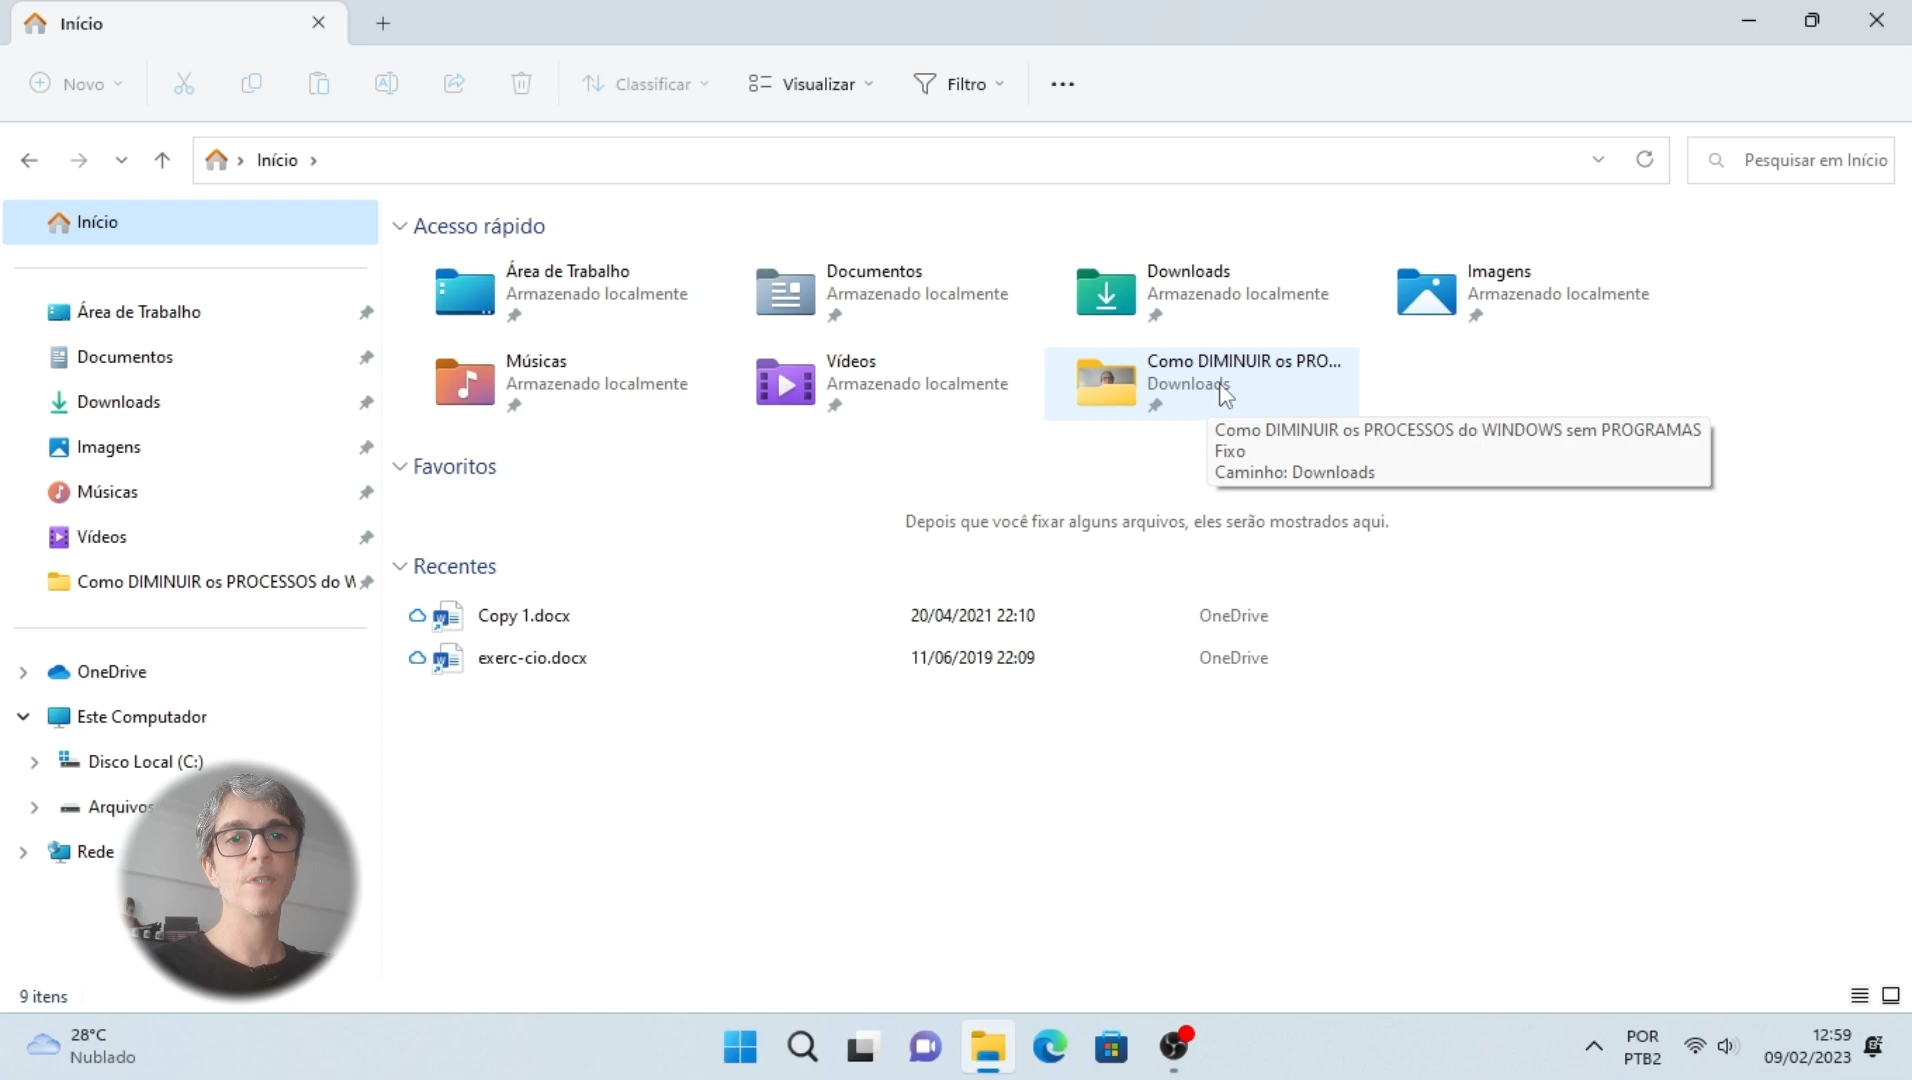 Início
Novo
Classificar
Visualizar
Filtro
Início
Pesquisar em Início
Início
Área de Trabalho
Documentos
Downloads
Imagens
Músicas
Vídeos
Como DIMINUIR os PROCESSOS do W
OneDrive
Este Computador
Disco Local (C:)
Arquivos
Rede
Acesso rápido
Área de Trabalho
Armazenado localmente
Documentos
Armazenado localmente
Downloads
Armazenado localmente
Imagens
Armazenado localmente
Músicas
Armazenado localmente
Vídeos
Armazenado localmente
Como DIMINUIR os PRO...
Downloads
Como DIMINUIR os PROCESSOS do WINDOWS sem PROGRAMAS
Fixo
Caminho: Downloads
Favoritos
Depois que você fixar alguns arquivos, eles serão mostrados aqui.
Recentes
Copy 1.docx 20/04/2021 22:10 OneDrive
exerc-cio.docx 11/06/2019 22:09 OneDrive
9 itens
28°C
Nublado
POR
PTB2
12:59
09/02/2023